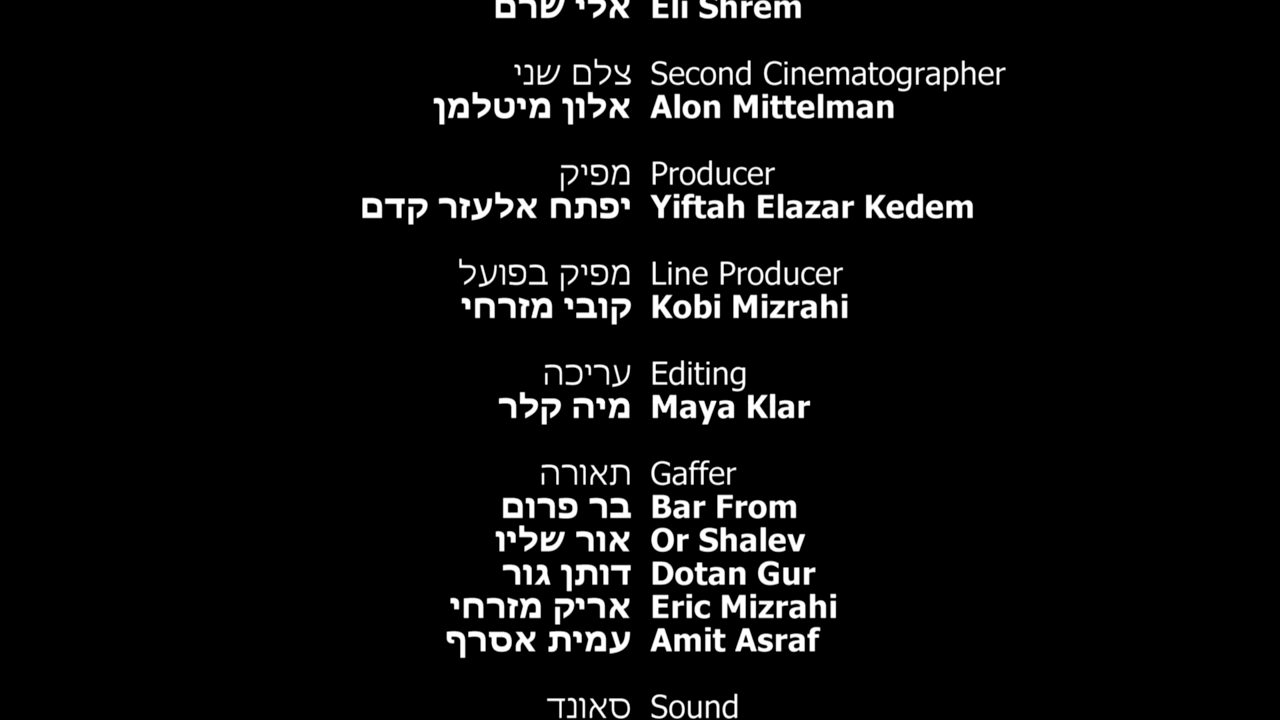 אלי שרם Eli Shrem
צלם שני Second Cinematographer
אלון מיטלמן Alon Mittelman
מפיק Producer
יפתח אלעזר קדם Yiftah Elazar Kedem
מפיק בפועל Line Producer
קובי מזרחי Kobi Mizrahi
עריכה Editing
מיה קלר Maya Klar
תאורה Gaffer
בר פרום Bar From
אור שליו Or Shalev
דותן גור Dotan Gur
אריק מזרחי Eric Mizrahi
עמית אסרף Amit Asraf
סאונד Sound